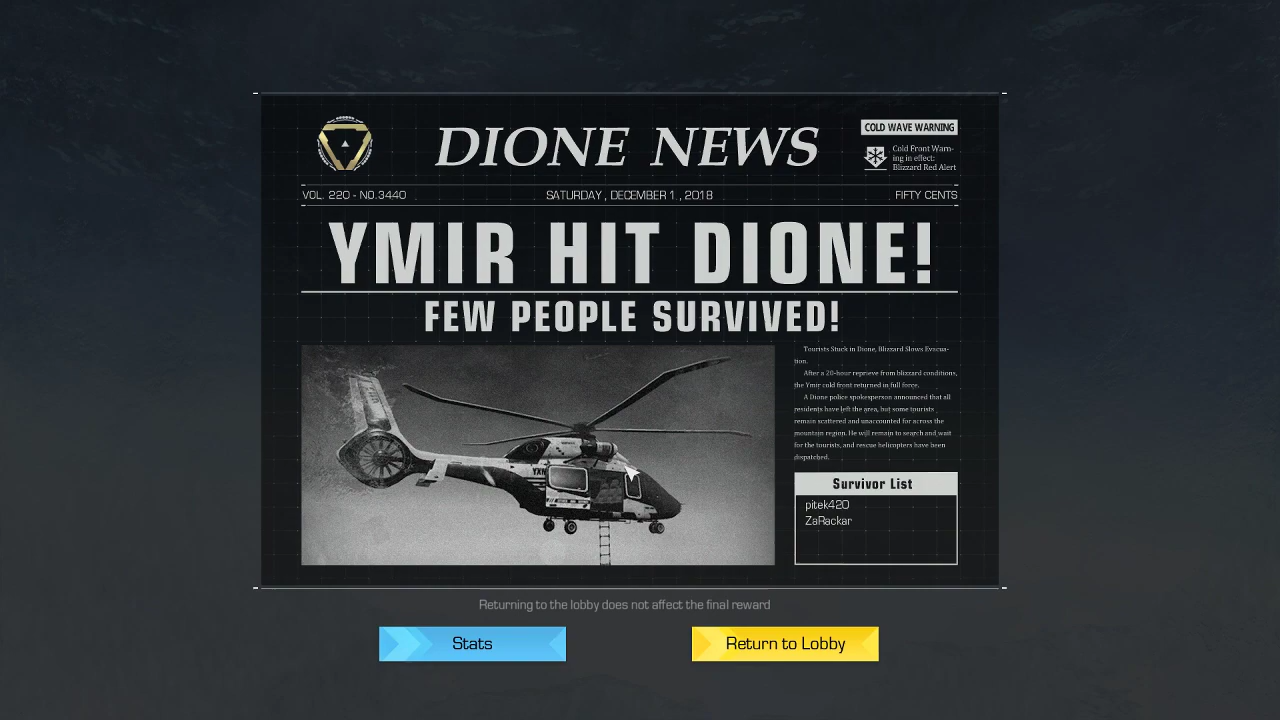 DIONE NEWS
COLD WAVE WARNING
Cold Front Warn-
ing in effect:
Blizzard Red Alert
VOL. 220 - NO.3440
SATURDAY, DECEMBER 1., 2018
FIFTY CENTS
YMIR HIT DIONE!
FEW PEOPLE SURVIVED!
Tourists Stuck in Dione, Blizzard Slows Evacua-
tion.
After a 20-hour reprieve from blizzard conditions,
the Ymir cold front returned in full force.
A Dione police spokesperson announced that all
residents have left the area, but some tourists
remain scattered and unaccounted for across the
mountain region. He will remain to search and wait
for the tourists, and rescue helicopters have been
dispatched.
Survivor List
pitek420
ZaRackar
Returning to the lobby does not affect the final reward
Stats
Return to Lobby